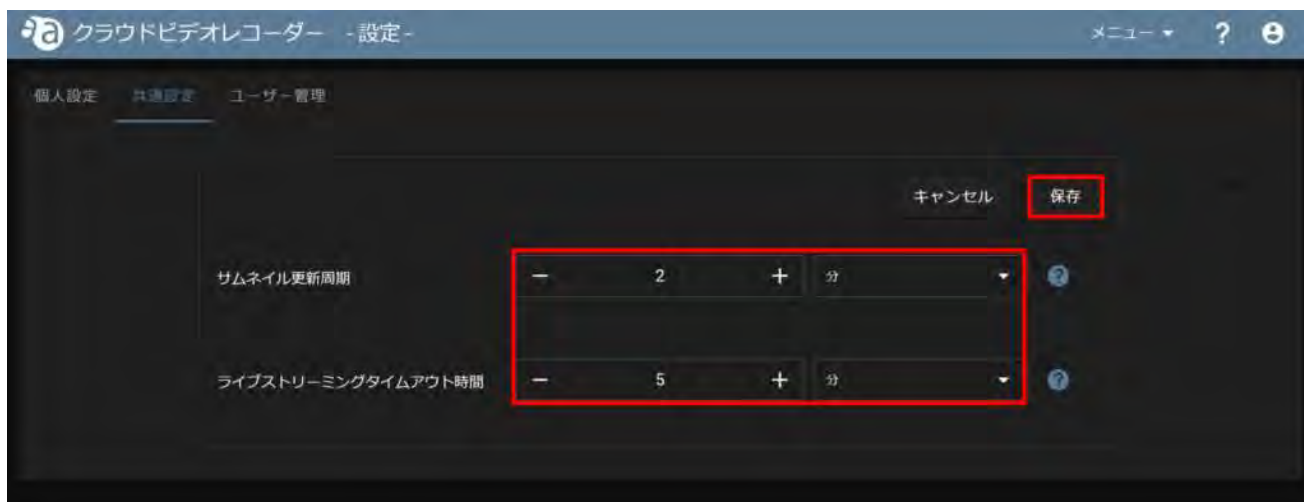 クラウドビデオレコーダー -設定-
メニュー ?
個人設定 共通設定 ユーザー管理
キャンセル 保存
サムネイル更新周期 － 2 ＋ 分 ?
ライブストリーミングタイムアウト時間 － 5 ＋ 分 ?